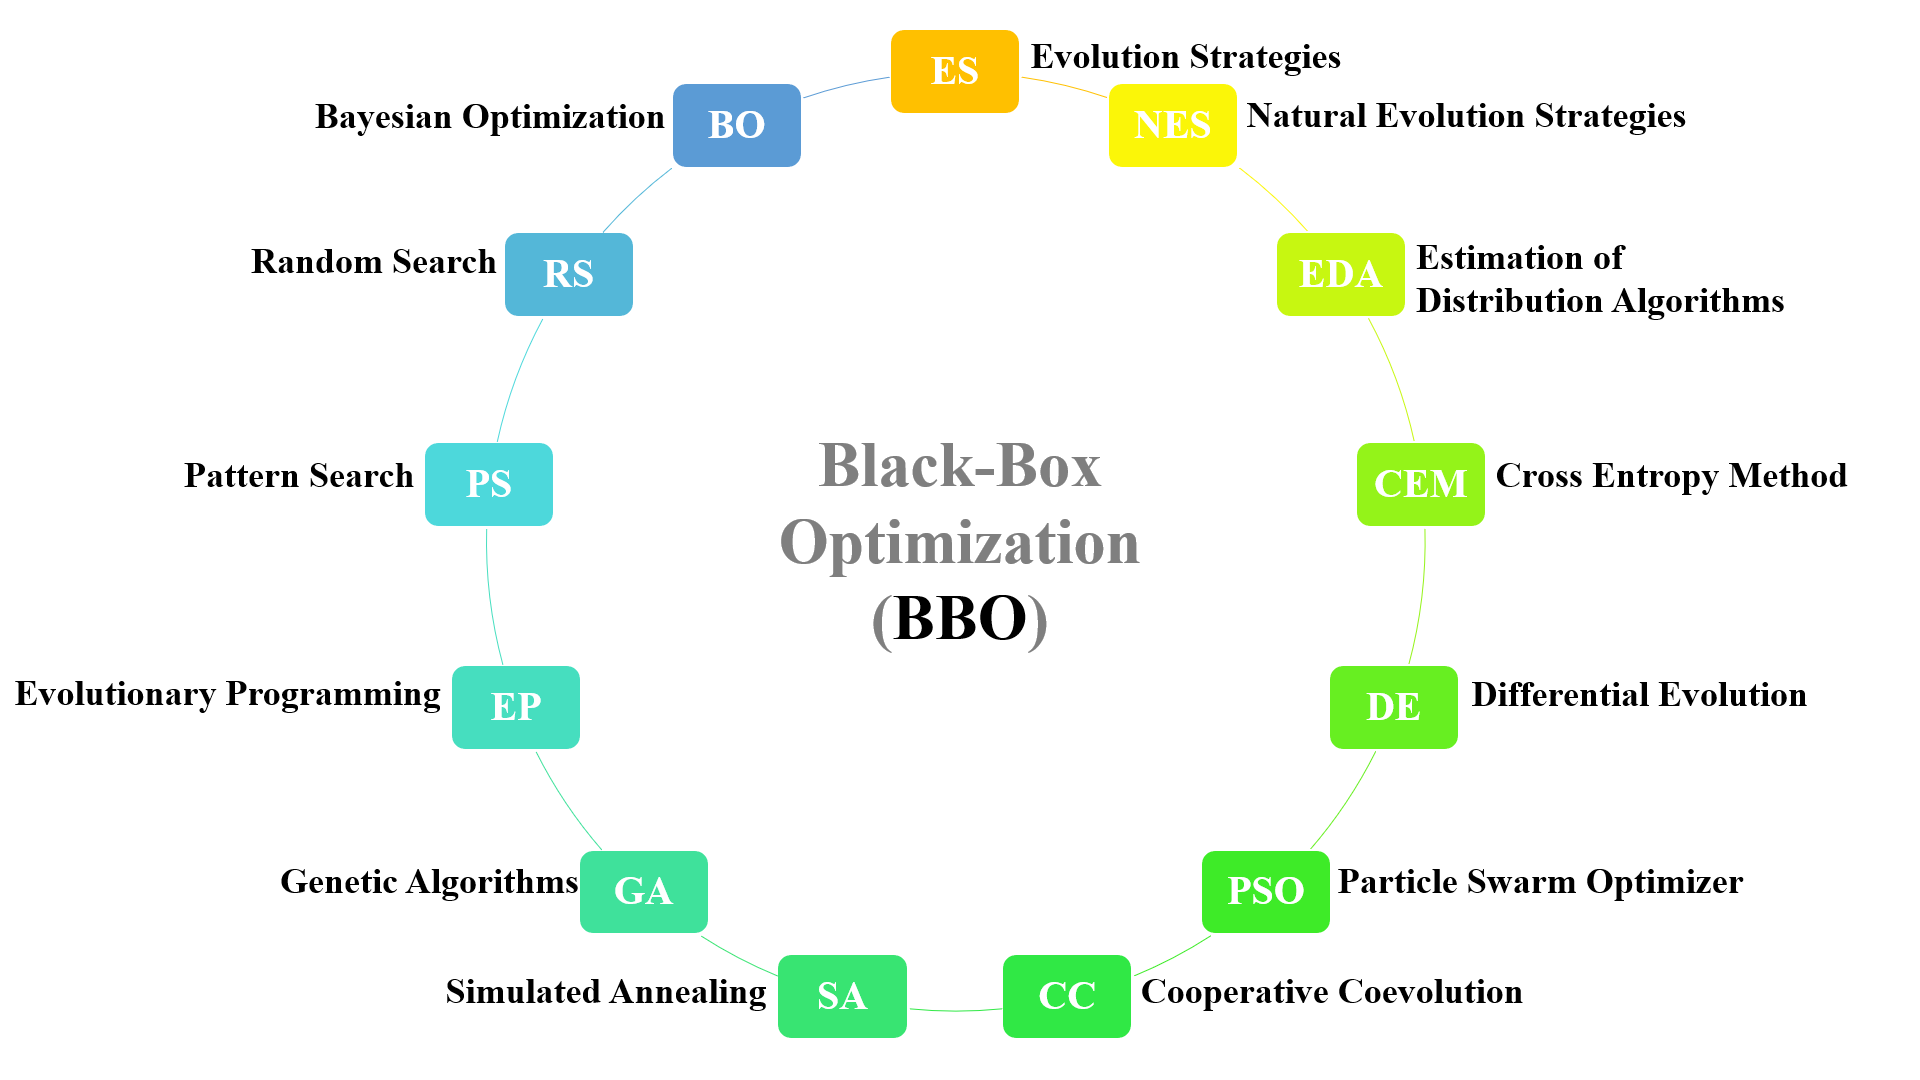 ES
Evolution Strategies
BO
Bayesian Optimization
NES
Natural Evolution Strategies
RS
Random Search
EDA
Estimation of
Distribution Algorithms
PS
Pattern Search
CEM
Cross Entropy Method
Black-Box
Optimization
(BBO)
EP
Evolutionary Programming
DE
Differential Evolution
GA
Genetic Algorithms
PSO
Particle Swarm Optimizer
SA
Simulated Annealing
CC
Cooperative Coevolution